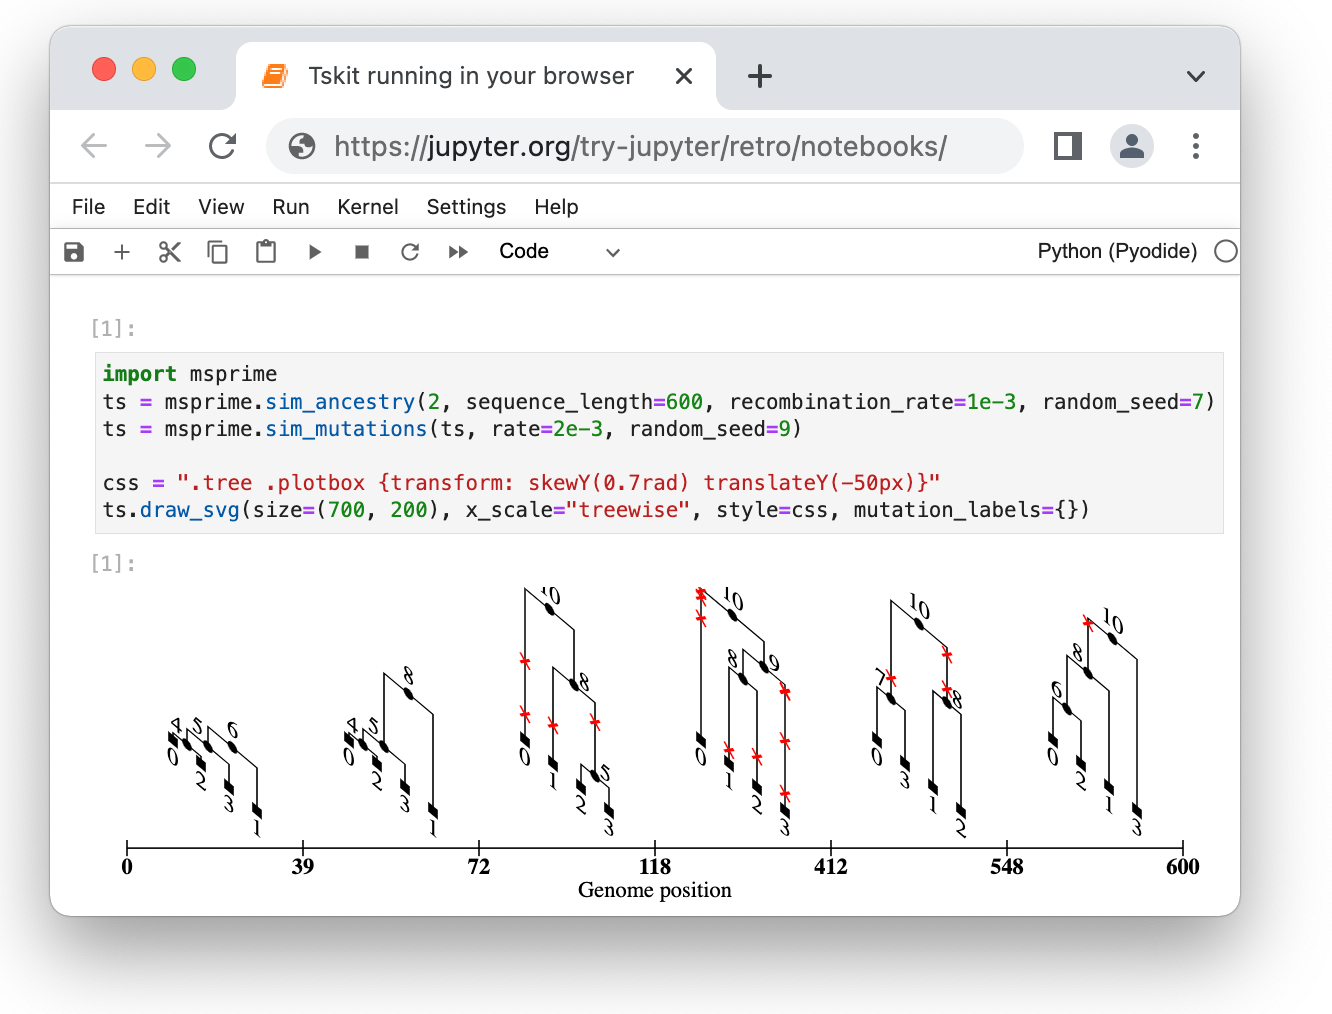 Tskit running in your browser
https://jupyter.org/try-jupyter/retro/notebooks/
File Edit View Run Kernel Settings Help
Code Python (Pyodide)
[1]:
import msprime
ts = msprime.sim_ancestry(2, sequence_length=600, recombination_rate=1e-3, random_seed=7)
ts = msprime.sim_mutations(ts, rate=2e-3, random_seed=9)
css = ".tree .plotbox {transform: skewY(0.7rad) translateY(-50px)}"
ts.draw_svg(size=(700, 200), x_scale="treewise", style=css, mutation_labels={})
[1]:
4 5 6 0 2 3 1
8 4 5 0 2 3 1
10 8 5 0 1 2 3
10 8 9 0 1 2 3
10 7 8 0 3 1 2
10 8 6 0 2 1 3
0 39 72 118 412 548 600
Genome position